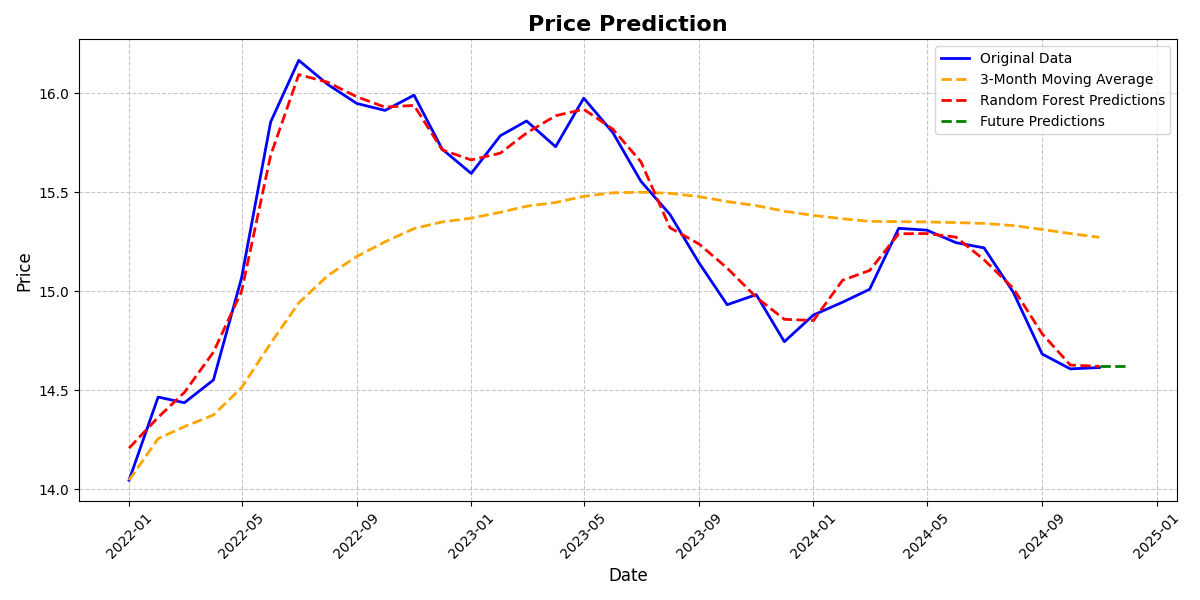 Price Prediction
Original Data
3-Month Moving Average
Random Forest Predictions
Future Predictions
Price
16.0
15.5
15.0
14.5
14.0
2022-01
2022-05
2022-09
2023-01
2023-05
2023-09
2024-01
2024-05
2024-09
2025-01
Date